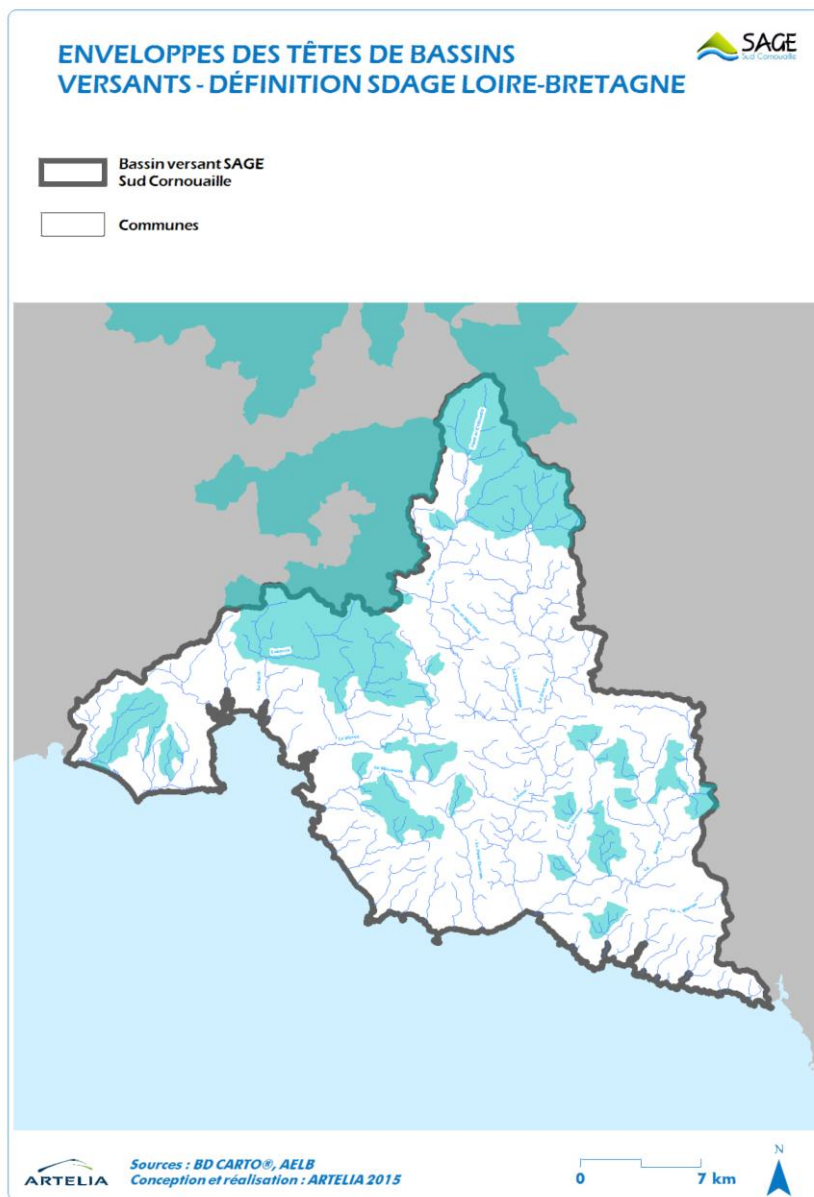 ENVELOPPES DES TÊTES DE BASSINS
VERSANTS - DÉFINITION SDAGE LOIRE-BRETAGNE
SAGE
Sud Cornouaille
Bassin versant SAGE
Sud Cornouaille
Communes
ARTELIA
Sources : BD CARTO®, AELB
Conception et réalisation : ARTELIA 2015
0
7 km
N